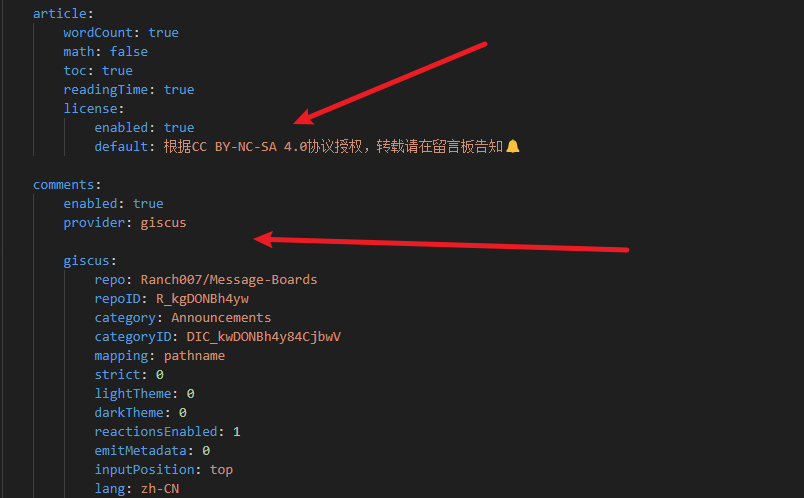 article:
wordCount: true
math: false
toc: true
readingTime: true
license:
enabled: true
default: 根据CC BY-NC-SA 4.0协议授权，转载请在留言板告知🔔
comments:
enabled: true
provider: giscus
giscus:
repo: Ranch007/Message-Boards
repoID: R_kgDONBh4yw
category: Announcements
categoryID: DIC_kwDONBh4y84CjbwV
mapping: pathname
strict: 0
lightTheme: 0
darkTheme: 0
reactionsEnabled: 1
emitMetadata: 0
inputPosition: top
lang: zh-CN